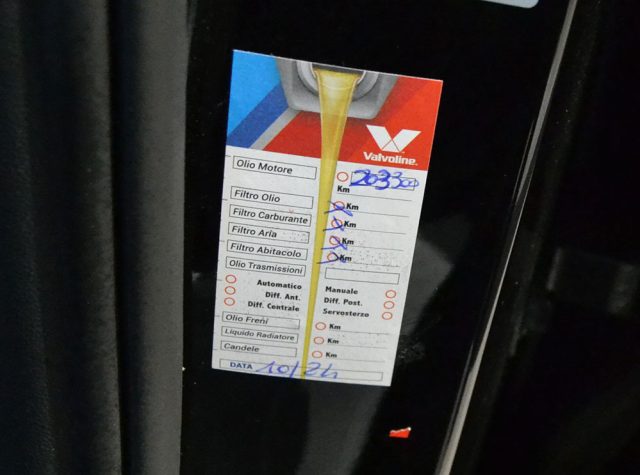 Valvoline
Olio Motore 203300
Km
Filtro Olio Km
Filtro Carburante Km
Filtro Aria Km
Filtro Abitacolo Km
Olio Trasmissioni
Automatico Manuale
Diff. Ant. Diff. Post.
Diff. Centrale Servosterzo
Olio Freni Km
Liquido Radiatore Km
Candele Km
DATA 10/24